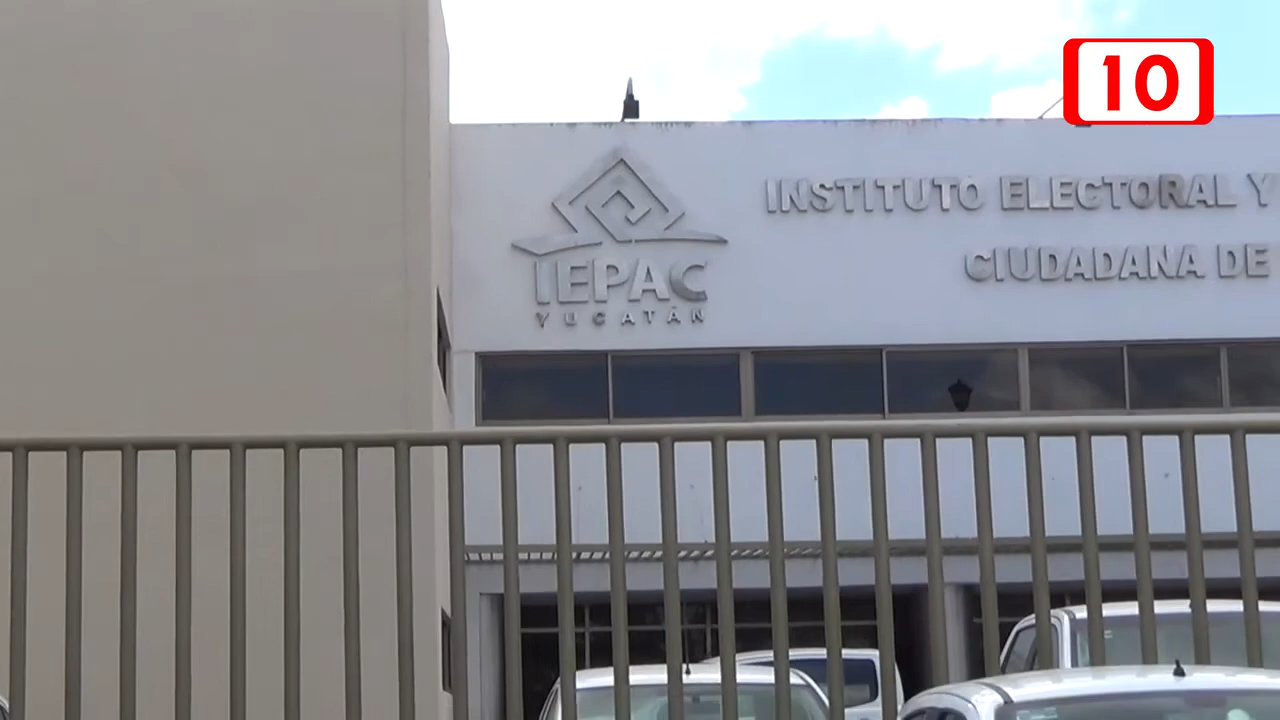 10
INSTITUTO ELECTORAL Y
CIUDADANA DE
IEPAC
YUCATÁN